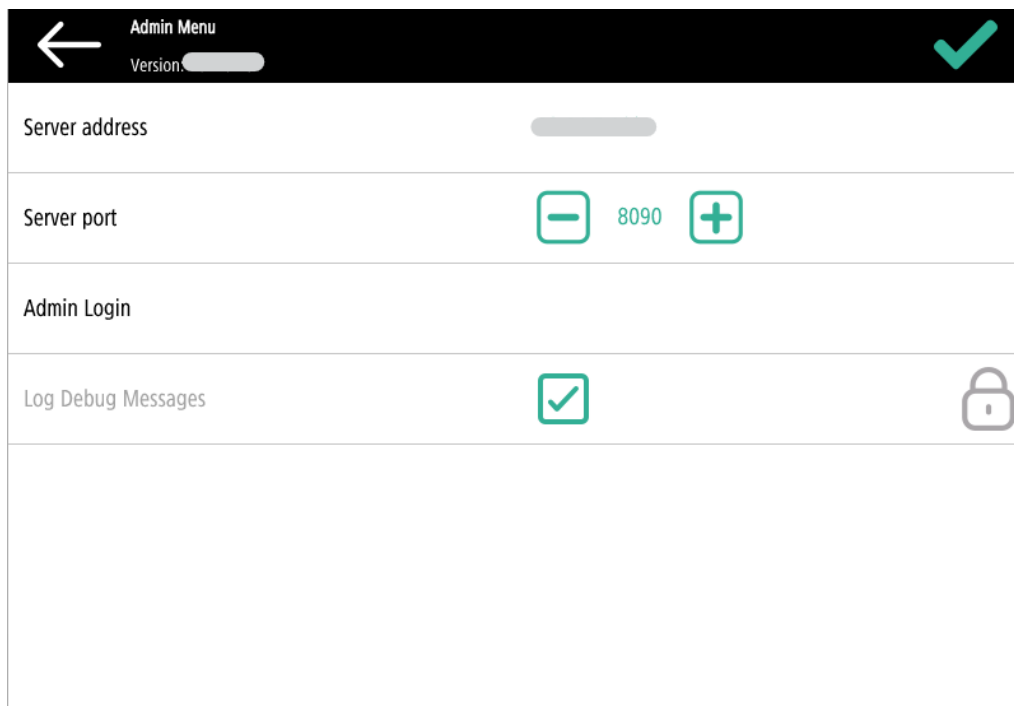 Admin Menu
Version:
Server address
Server port 8090
Admin Login
Log Debug Messages